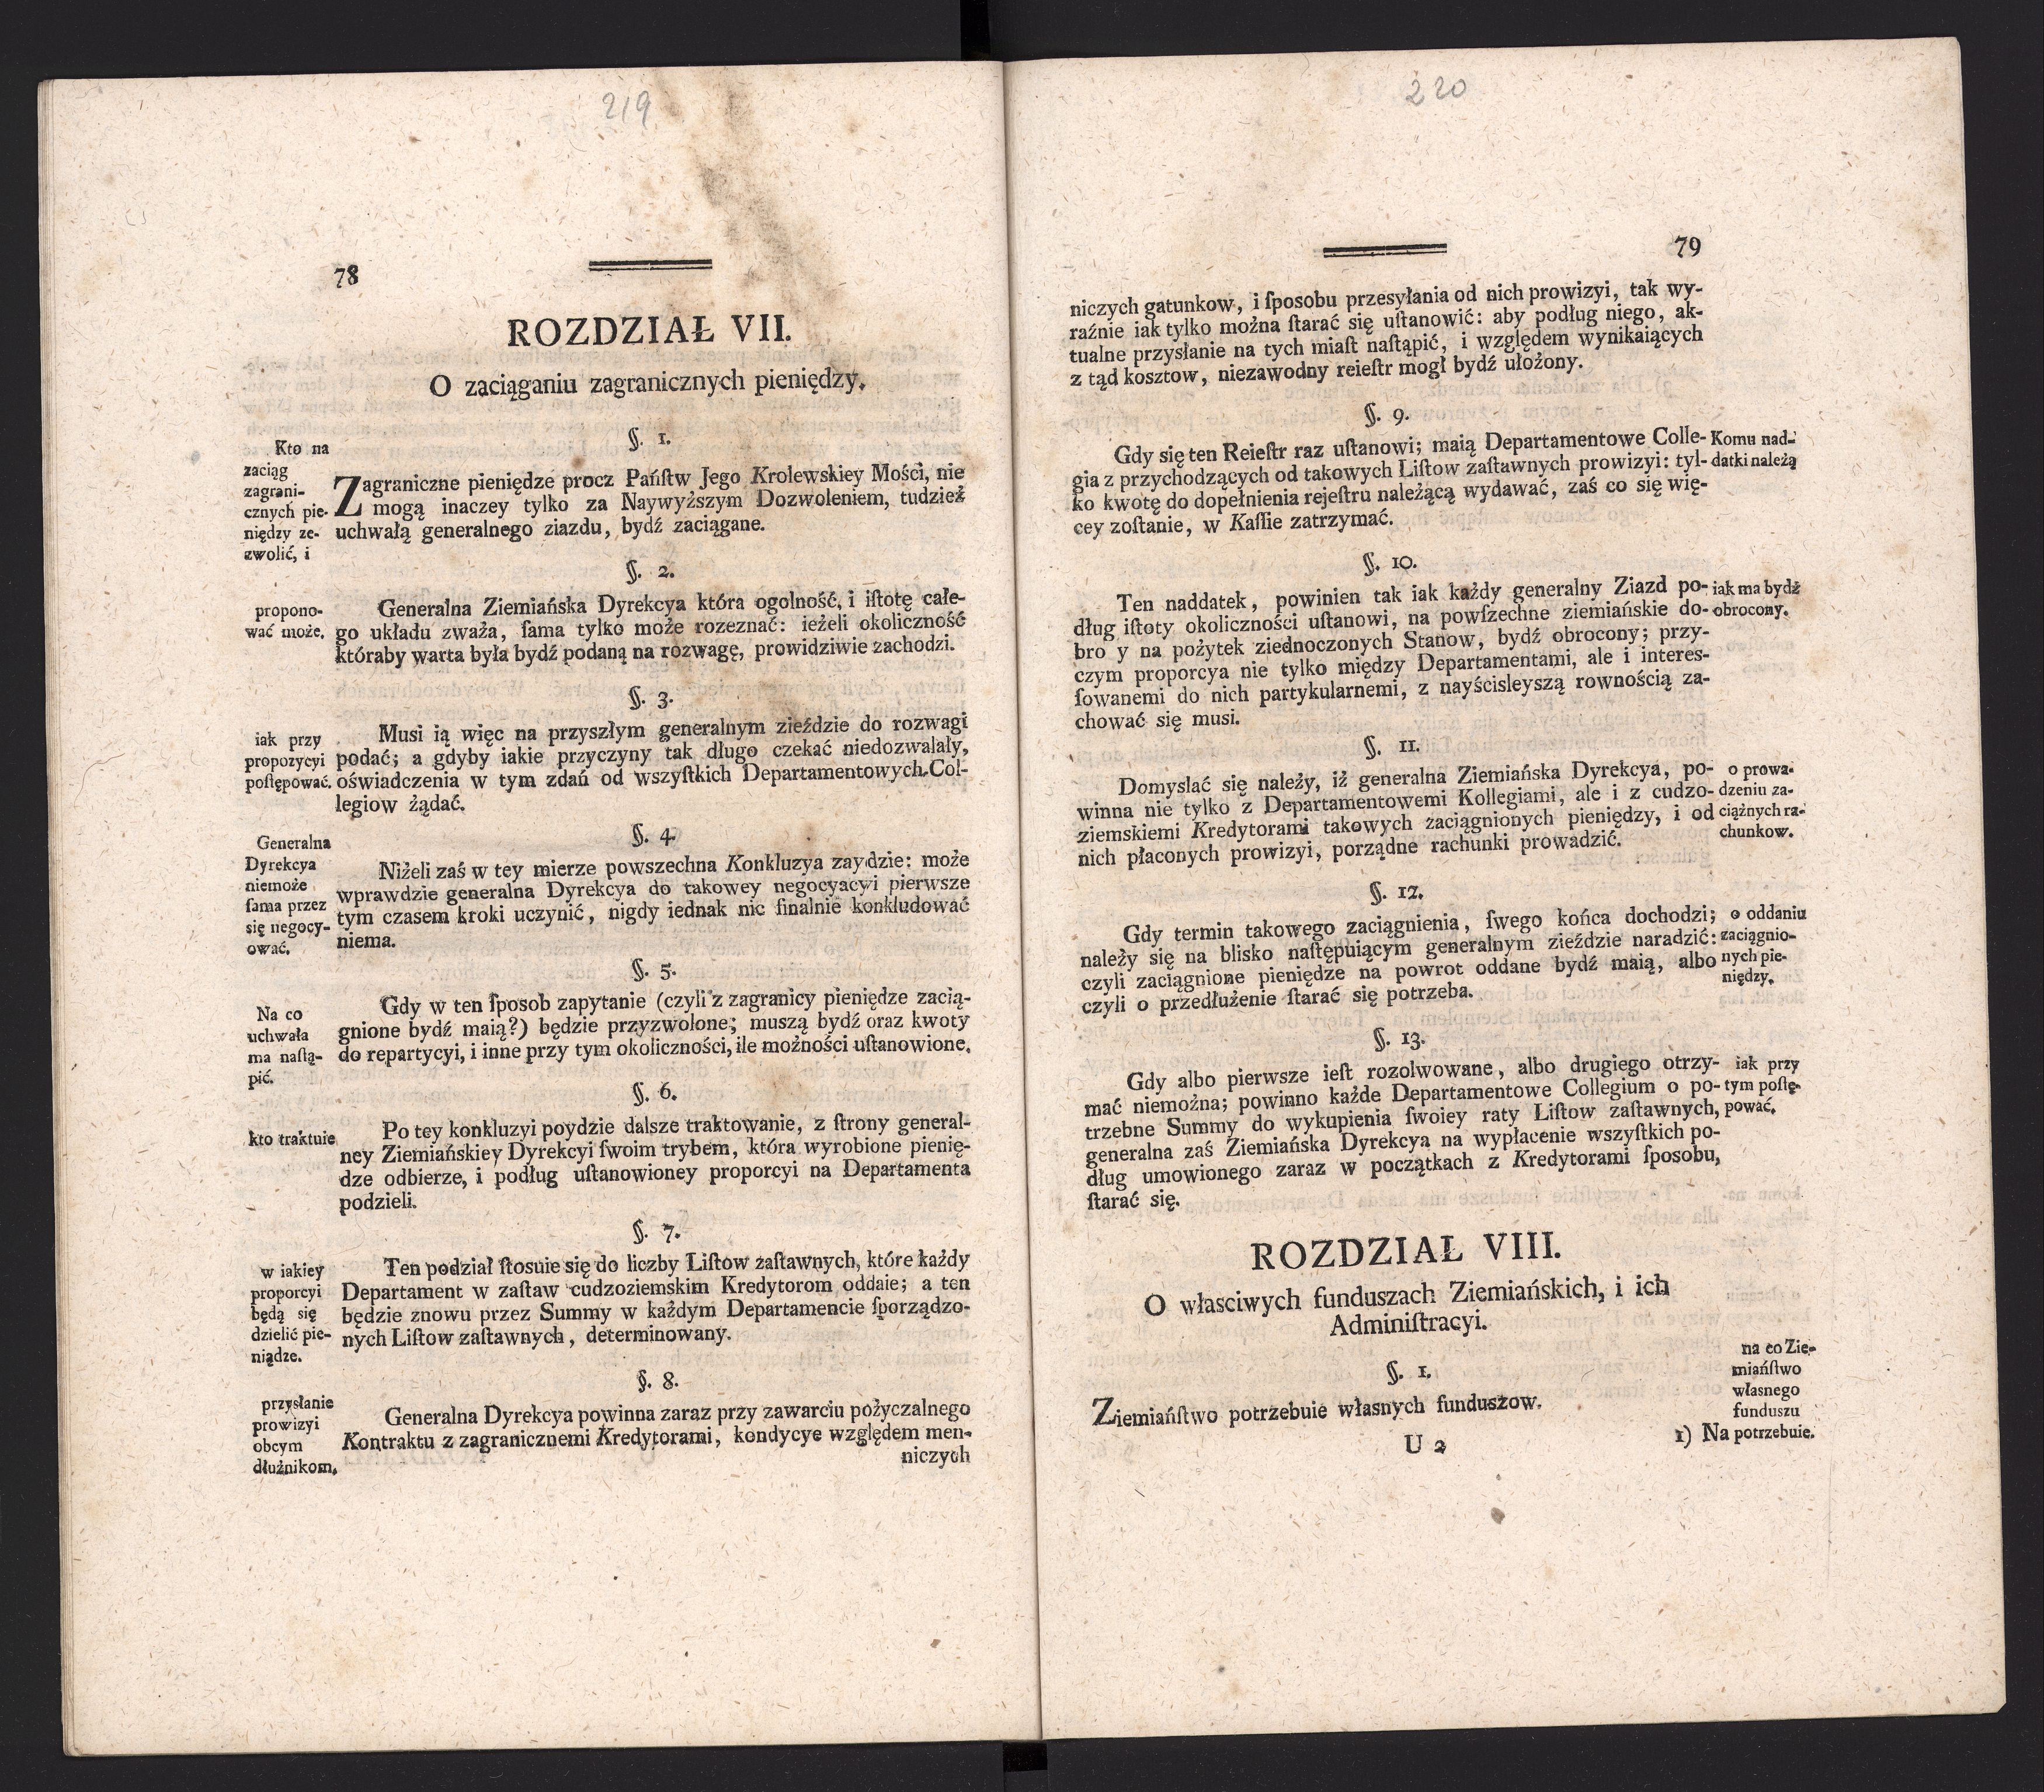 219
78
ROZDZIAŁ VII.
O zaciąganiu zagranicznych pieniędzy.
§. 1.
Kto na
zaciąg
zagrani-
cznych pie-
niędzy ze-
zwolić, i
Zagraniczne pieniędze procz Państw Jego Krolewskiey Mości, nie
mogą inaczey tylko za Naywyższym Dozwoleniem, tudzież
uchwałą generalnego ziazdu, bydź zaciągane.
§. 2.
propono-
wać może.
Generalna Ziemiańska Dyrekcya która ogolność, i iſtotę całe-
go układu zważa, ſama tylko może rozeznać: ieżeli okoliczność
któraby warta była bydź podaną na rozwagę, prowidziwie zachodzi.
§. 3.
iak przy
propozycyi
poſtępować.
Musi ią więc na przyszłym generalnym zieździe do rozwagi
podać; a gdyby iakie przyczyny tak długo czekać niedozwalały,
oświadczenia w tym zdań od wszyſtkich Departamentowych Col-
legiow żądać.
§. 4.
Generalna
Dyrekcya
niemoże
ſama przez
się negocy-
ować.
Niżeli zaś w tey mierze powszechna Konkluzya zaydzie: może
wprawdzie generalna Dyrekcya do takowey negocyacyi pierwsze
tym czasem kroki uczynić, nigdy iednak nic finalnie konkludować
niema.
§. 5.
Na co
uchwała
ma naſtą-
pić.
Gdy w ten ſposob zapytanie (czyli z zagranicy pieniędze zacią-
gnione bydź maią?) będzie przyzwolone; muszą bydź oraz kwoty
do repartycyi, i inne przy tym okoliczności, ile możności uſtanowione.
§. 6.
kto traktuie
Po tey konkluzyi poydzie dalsze traktowanie, z ſtrony general-
ney Ziemiańskiey Dyrekcyi ſwoim trybem, która wyrobione pienię-
dze odbierze, i podług uſtanowioney proporcyi na Departamenta
podzieli.
§. 7.
w iakiey
proporcyi
będą się
dzielić pie-
niądze.
Ten podział ſtosuie się do liczby Liſtow zaſtawnych, które każdy
Departament w zaſtaw cudzoziemskim Kredytorom oddaie; a ten
będzie znowu przez Summy w każdym Departamencie ſporządzo-
nych Liſtow zaſtawnych, determinowany.
§. 8.
przysłanie
prowizyi
obcym
dłużnikom.
Generalna Dyrekcya powinna zaraz przy zawarciu pożyczalnego
Kontraktu z zagranicznemi Kredytorami, kondycye względem men-
niczych
220
79
niczych gatunkow, i ſposobu przesyłania od nich prowizyi, tak wy-
raźnie iak tylko można ſtarać się uſtanowić: aby podług niego, ak-
tualne przysłanie na tych miaſt naſtąpić, i względem wynikaiących
z tąd kosztow, niezawodny reieſtr mogł bydź ułożony.
§. 9.
Gdy się ten Reieſtr raz uſtanowi; maią Departamentowe Colle-
gia z przychodzących od takowych Liſtow zaſtawnych prowizyi: tyl-
ko kwotę do dopełnienia rejeſtru należącą wydawać, zaś co się wię-
cey zoſtanie, w Kaſſie zatrzymać.
Komu nad-
datki należą
§. 10.
Ten naddatek, powinien tak iak każdy generalny Ziazd po-
dług iſtoty okoliczności uſtanowi, na powſzechne ziemiańskie do-
bro y na pożytek ziednoczonych Stanow, bydź obrocony; przy-
czym proporcya nie tylko między Departamentami, ale i interes-
ſowanemi do nich partykularnemi, z nayścisleyszą rownością za-
chować się musi.
iak ma bydź
obrocony.
§. 11.
Domyslać się należy, iż generalna Ziemiańska Dyrekcya, po-
winna nie tylko z Departamentowemi Kollegiami, ale i z cudzo-
ziemskiemi Kredytorami takowych zaciągnionych pieniędzy, i od
nich płaconych prowizyi, porządne rachunki prowadzić.
o prowa-
dzeniu za-
ciążnych ra-
chunkow.
§. 12.
Gdy termin takowego zaciągnienia, ſwego końca dochodzi;
należy się na blisko naſtępuiącym generalnym zieździe naradzić:
czyli zaciągnione pieniędze na powrot oddane bydź maią, albo
czyli o przedłużenie ſtarać się potrzeba.
o oddaniu
zaciągnio-
nych pie-
niędzy.
§. 13.
Gdy albo pierwsze ieſt rozolwowane, albo drugiego otrzy-
mać niemożna; powinno każde Departamentowe Collegium o po-
trzebne Summy do wykupienia ſwoiey raty Liſtow zaſtawnych,
generalna zaś Ziemiańska Dyrekcya na wypłacenie wszyſtkich po-
dług umowionego zaraz w początkach z Kredytorami ſposobu,
ſtarać się.
iak przy
tym poſtę-
pować.
ROZDZIAŁ VIII.
O własciwych funduszach Ziemiańskich, i ich
Adminiſtracyi.
§. 1.
Ziemiańſtwo potrzebuie własnych funduszow.
na co Zie-
miańſtwo
własnego
funduszu
potrzebuie.
U 2
1) Na